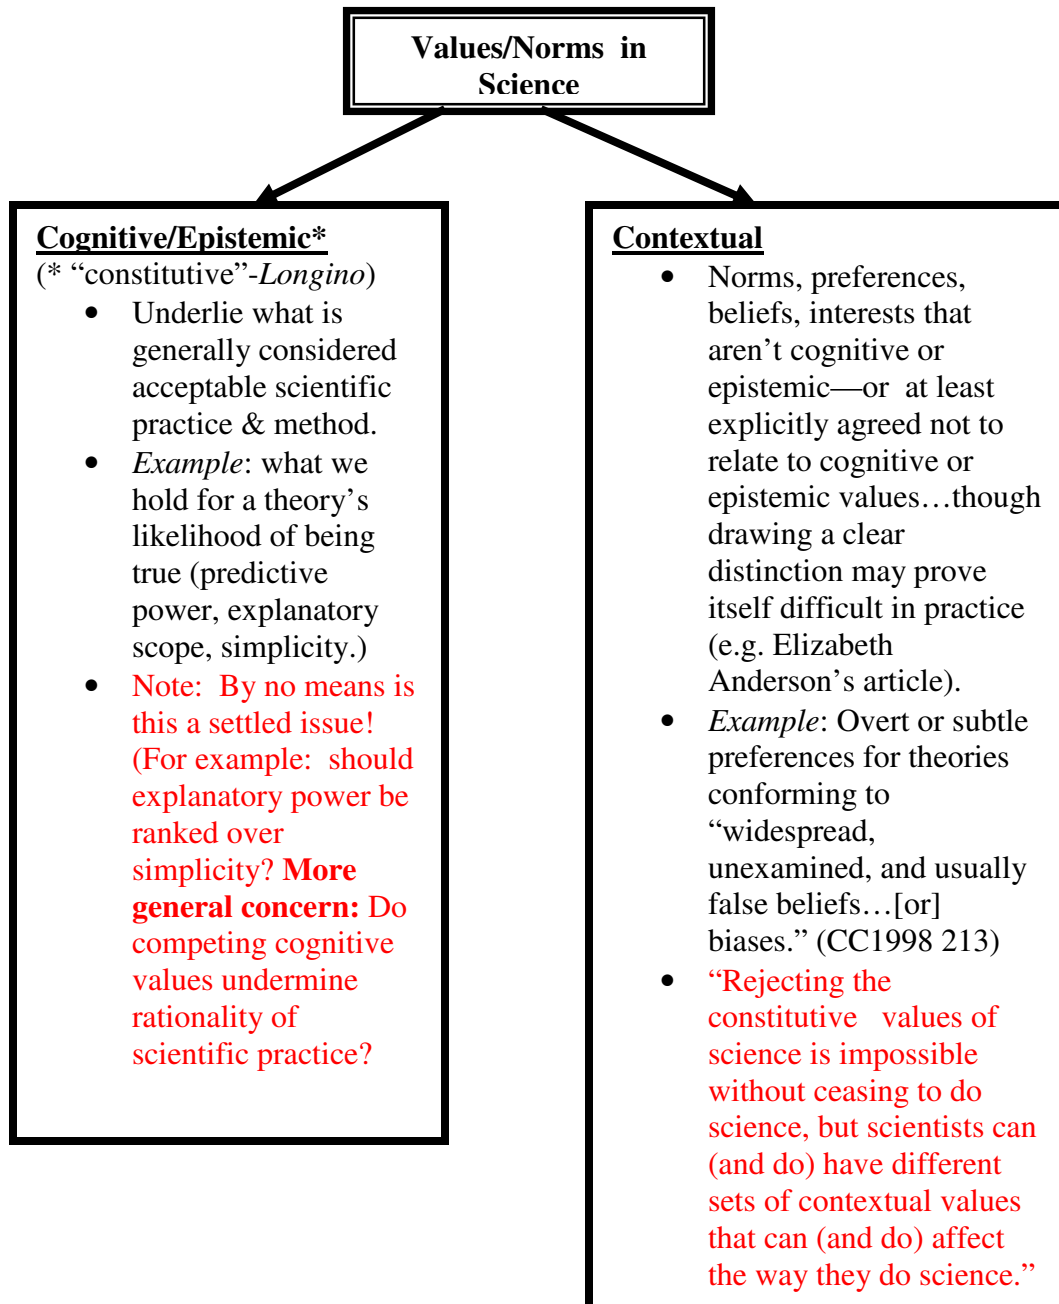 Values/Norms in
Science
Cognitive/Epistemic*
(* “constitutive”-Longino)
• Underlie what is
generally considered
acceptable scientific
practice & method.
• Example: what we
hold for a theory’s
likelihood of being
true (predictive
power, explanatory
scope, simplicity.)
• Note: By no means is
this a settled issue!
(For example: should
explanatory power be
ranked over
simplicity? More
general concern: Do
competing cognitive
values undermine
rationality of
scientific practice?
Contextual
• Norms, preferences,
beliefs, interests that
aren’t cognitive or
epistemic—or at least
explicitly agreed not to
relate to cognitive or
epistemic values…though
drawing a clear
distinction may prove
itself difficult in practice
(e.g. Elizabeth
Anderson’s article).
• Example: Overt or subtle
preferences for theories
conforming to
“widespread,
unexamined, and usually
false beliefs…[or]
biases.” (CC1998 213)
• “Rejecting the
constitutive values of
science is impossible
without ceasing to do
science, but scientists can
(and do) have different
sets of contextual values
that can (and do) affect
the way they do science.”